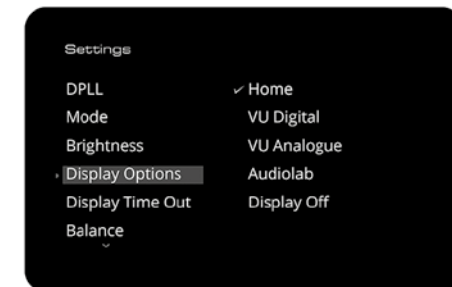 Settings
DPLL
✓ Home
Mode
VU Digital
Brightness
VU Analogue
Display Options
Audiolab
Display Time Out
Display Off
Balance